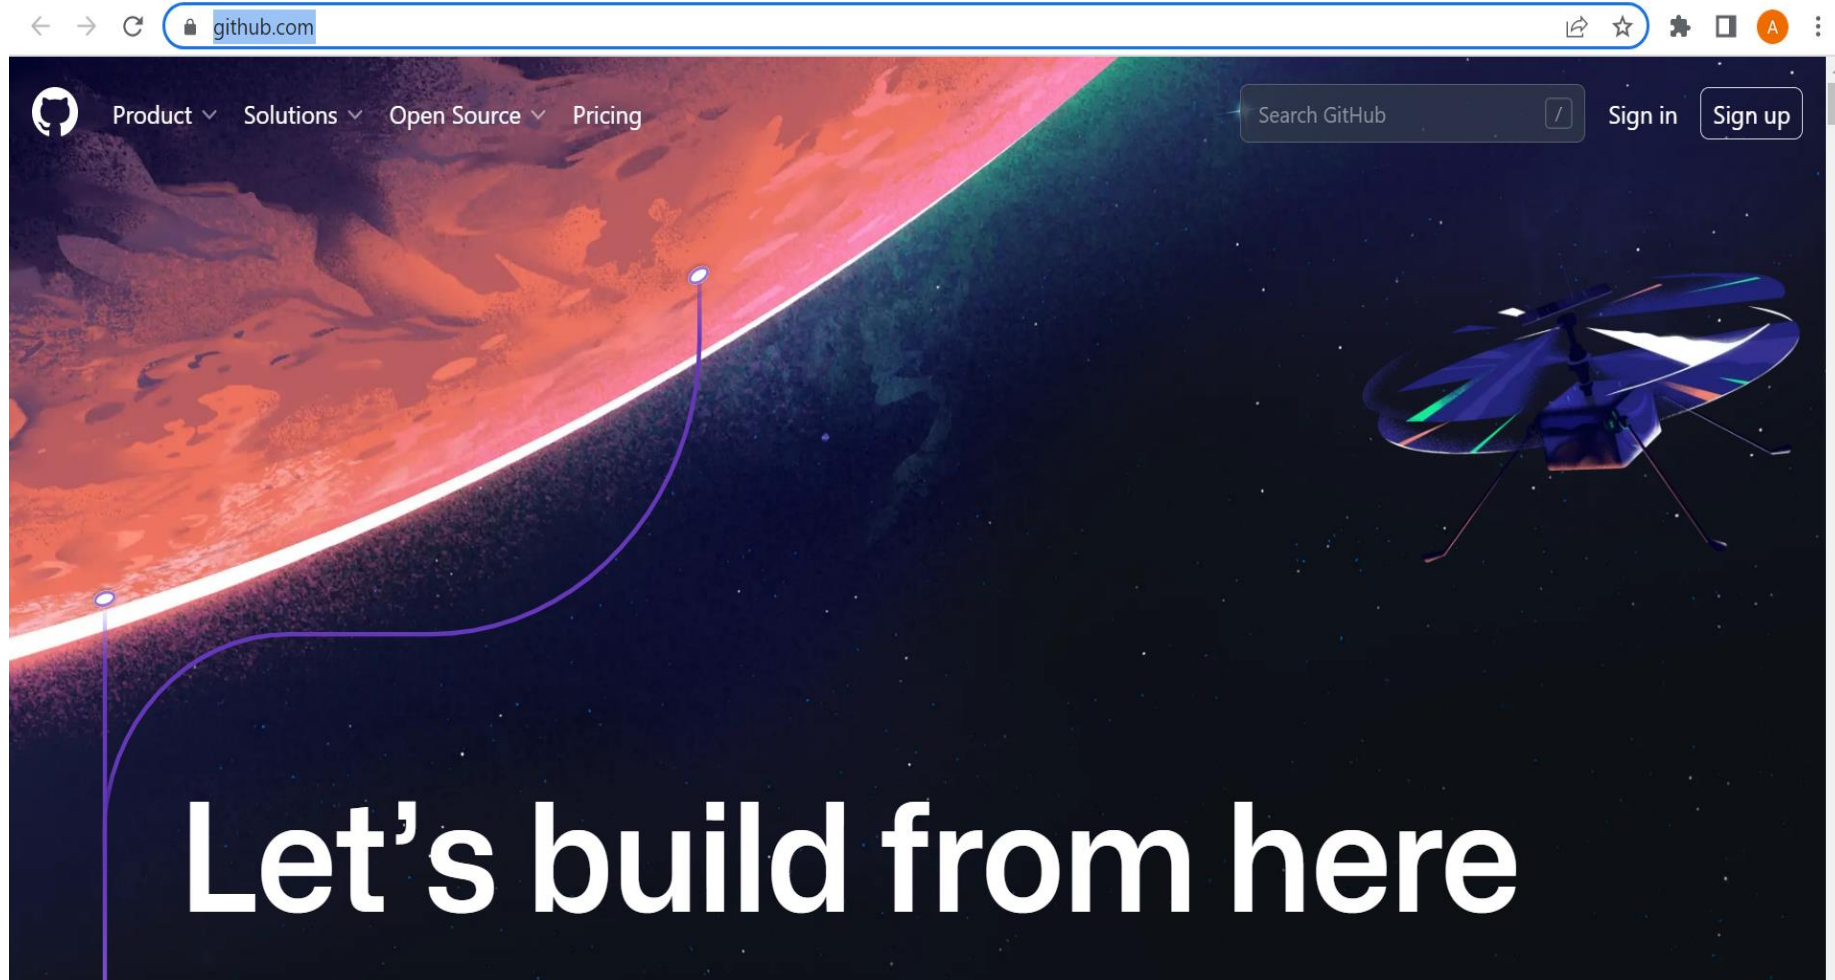 github.com
A
Product Solutions Open Source Pricing Search GitHub / Sign in Sign up
Let’s build from here